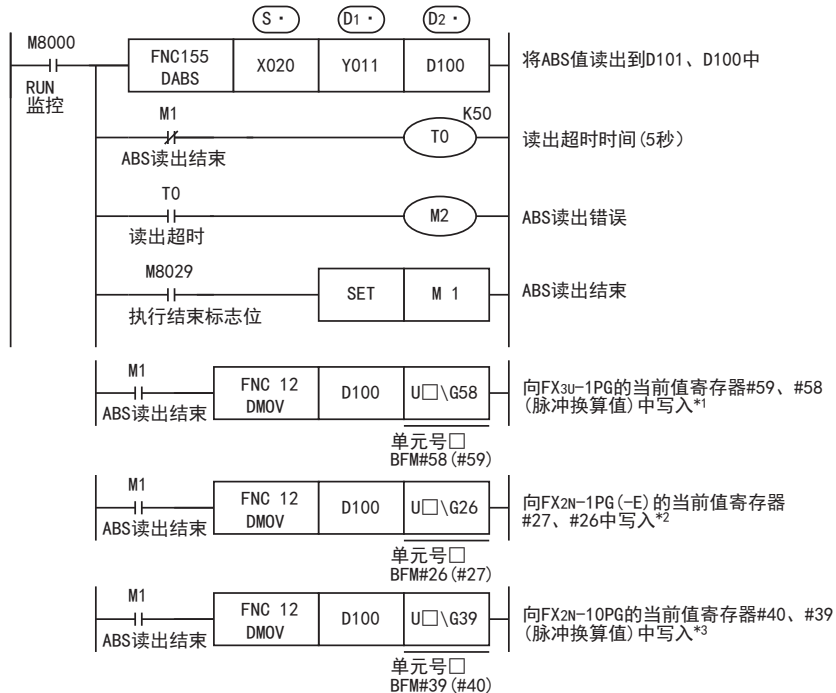 S· D1· D2·
M8000
FNC155 DABS X020 Y011 D100 将ABS值读出到D101、D100中
RUN
监控
M1 K50
T0 读出超时时间(5秒)
ABS读出结束
T0
M2 ABS读出错误
读出超时
M8029
SET M 1 ABS读出结束
执行结束标志位
M1
FNC 12 DMOV D100 U□\G58 向FX3U-1PG的当前值寄存器#59、#58
(脉冲换算值)中写入*1
ABS读出结束
单元号□
BFM#58(#59)
M1
FNC 12 DMOV D100 U□\G26 向FX2N-1PG(-E)的当前值寄存器
#27、#26中写入*2
ABS读出结束
单元号□
BFM#26(#27)
M1
FNC 12 DMOV D100 U□\G39 向FX2N-10PG的当前值寄存器#40、#39
(脉冲换算值)中写入*3
ABS读出结束
单元号□
BFM#39(#40)